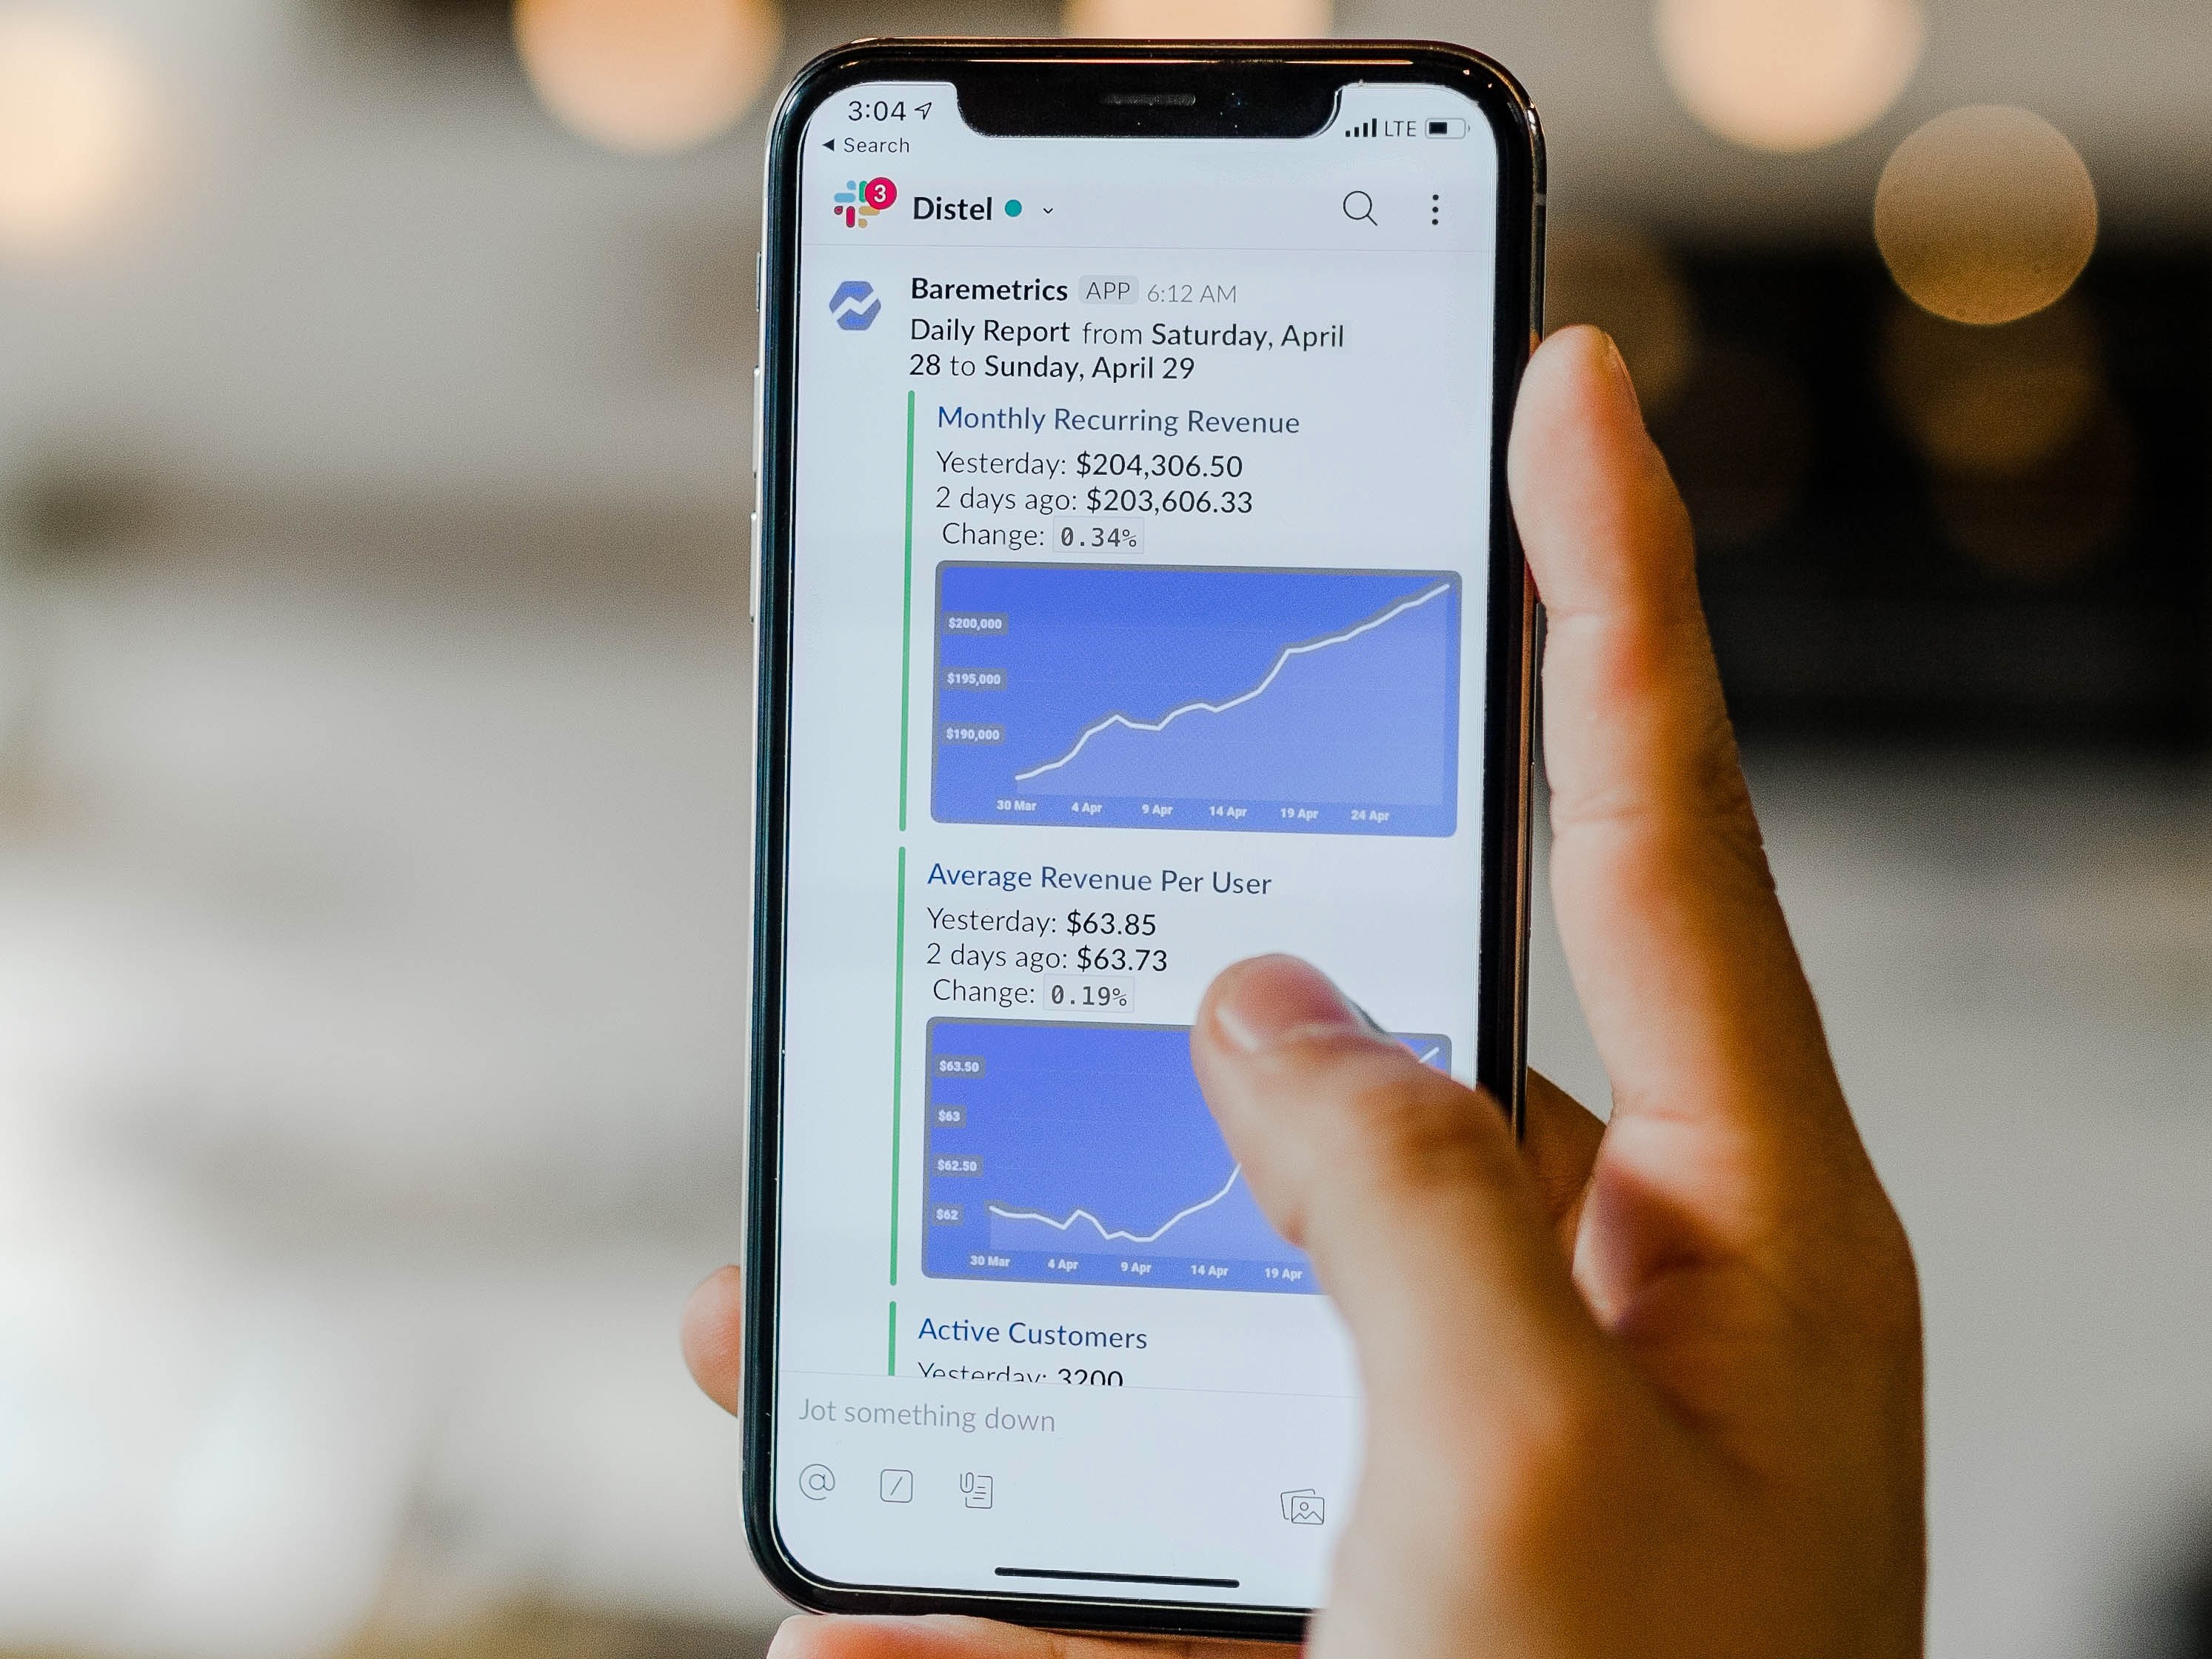 3:04
LTE
◀ Search
3
Distel
Baremetrics APP 6:12 AM
Daily Report from Saturday, April
28 to Sunday, April 29
Monthly Recurring Revenue
Yesterday: $204,306.50
2 days ago: $203,606.33
Change: 0.34%
$200,000
$195,000
$190,000
30 Mar 4 Apr 9 Apr 14 Apr 19 Apr 24 Apr
Average Revenue Per User
Yesterday: $63.85
2 days ago: $63.73
Change: 0.19%
$63.50
$63
$62.50
$62
30 Mar 4 Apr 9 Apr 14 Apr 19 Apr
Active Customers
Yesterday: 3200
Jot something down
@